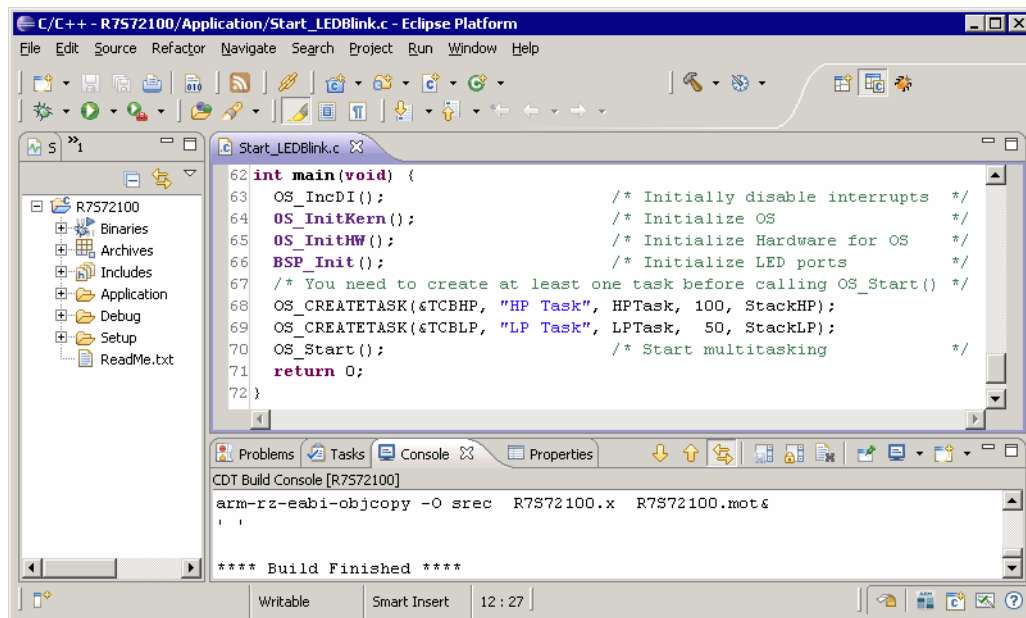 C/C++ - R7S72100/Application/Start_LEDBlink.c - Eclipse Platform
File Edit Source Refactor Navigate Search Project Run Window Help
S »1
Start_LEDBlink.c
R7S72100
Binaries
Archives
Includes
Application
Debug
Setup
ReadMe.txt
62 int main(void) {
63 OS_IncDI(); /* Initially disable interrupts */
64 OS_InitKern(); /* Initialize OS */
65 OS_InitHW(); /* Initialize Hardware for OS */
66 BSP_Init(); /* Initialize LED ports */
67 /* You need to create at least one task before calling OS_Start() */
68 OS_CREATETASK(&TCBHP, "HP Task", HPTask, 100, StackHP);
69 OS_CREATETASK(&TCBLP, "LP Task", LPTask, 50, StackLP);
70 OS_Start(); /* Start multitasking */
71 return 0;
72 }
Problems Tasks Console Properties
CDT Build Console [R7S72100]
arm-rz-eabi-objcopy -O srec R7S72100.x R7S72100.mot&
' '
**** Build Finished ****
Writable Smart Insert 12 : 27